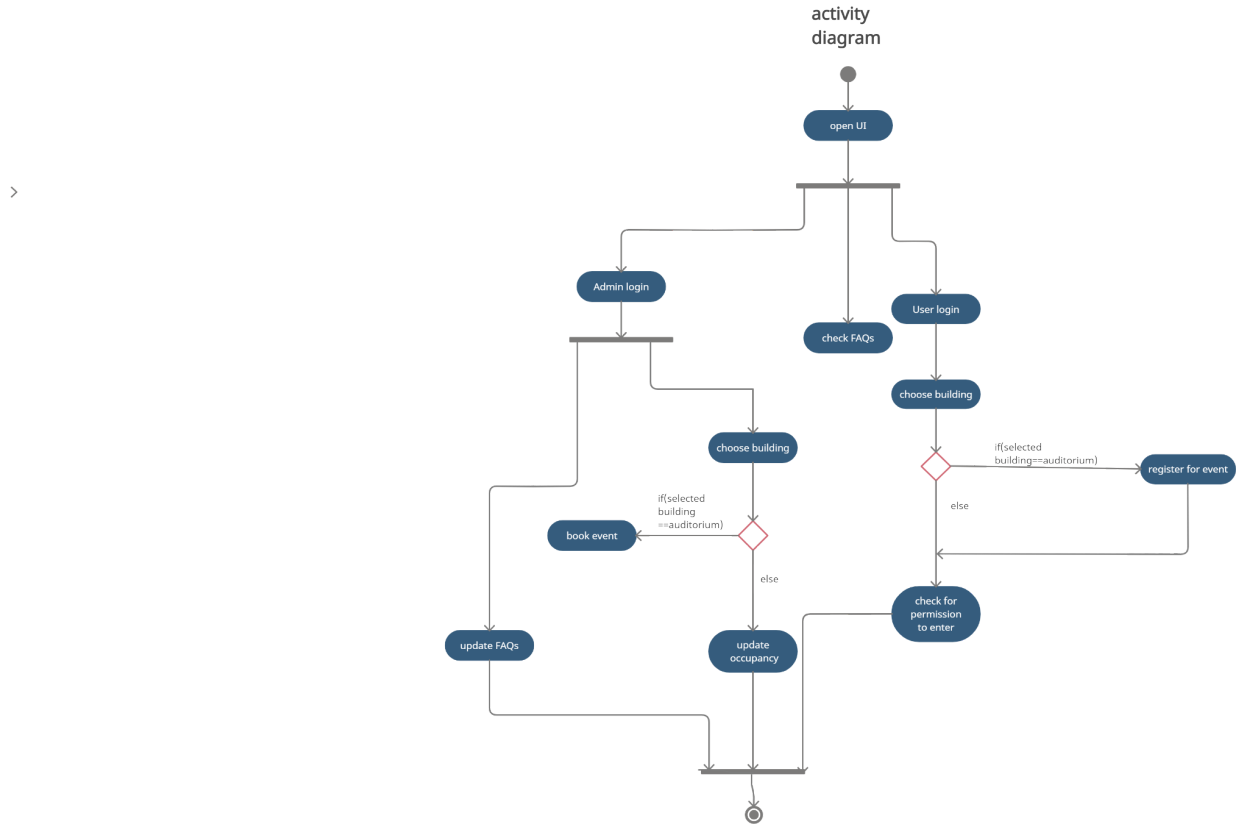 activity
diagram
open UI
Admin login
User login
check FAQs
choose building
choose building
if(selected
building==auditorium)
register for event
if(selected
building
==auditorium)
else
book event
else
check for
permission
to enter
update FAQs
update
occupancy